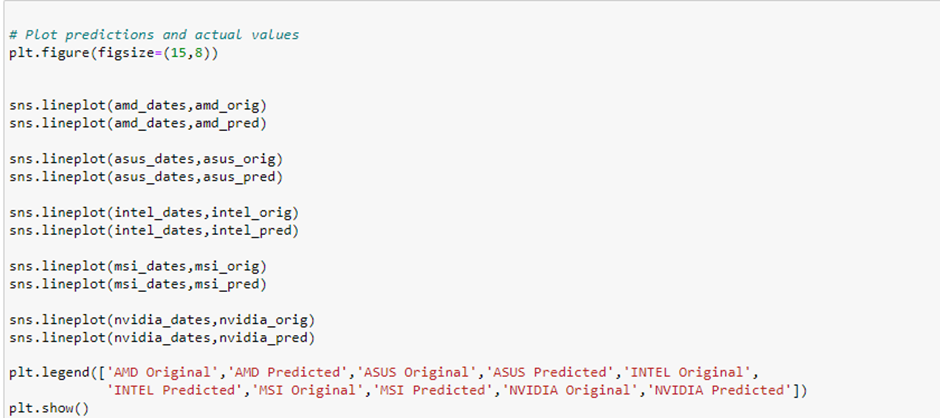 # Plot predictions and actual values
plt.figure(figsize=(15,8))
sns.lineplot(amd_dates,amd_orig)
sns.lineplot(amd_dates,amd_pred)
sns.lineplot(asus_dates,asus_orig)
sns.lineplot(asus_dates,asus_pred)
sns.lineplot(intel_dates,intel_orig)
sns.lineplot(intel_dates,intel_pred)
sns.lineplot(msi_dates,msi_orig)
sns.lineplot(msi_dates,msi_pred)
sns.lineplot(nvidia_dates,nvidia_orig)
sns.lineplot(nvidia_dates,nvidia_pred)
plt.legend(['AMD Original','AMD Predicted','ASUS Original','ASUS Predicted','INTEL Original',
'INTEL Predicted','MSI Original','MSI Predicted','NVIDIA Original','NVIDIA Predicted'])
plt.show()